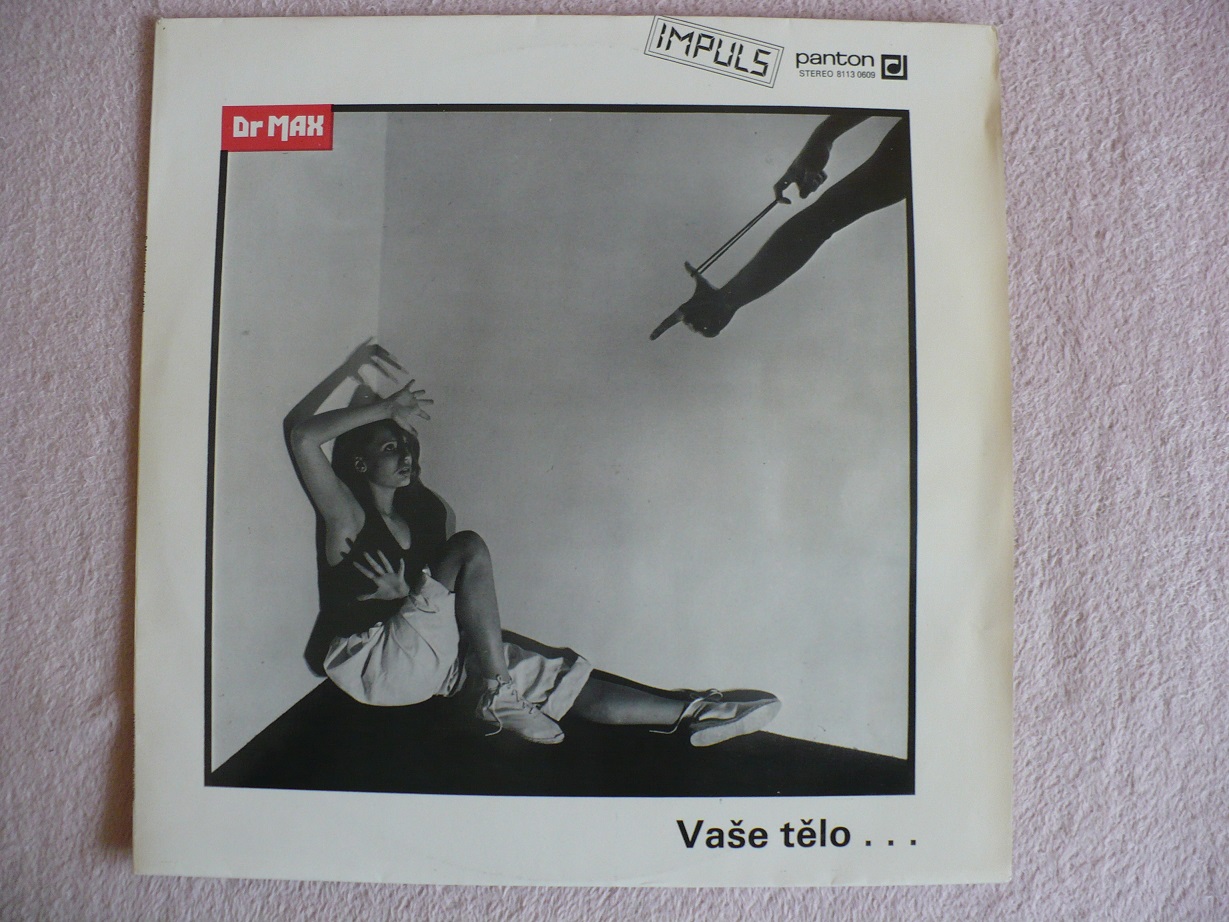 IMPULS
panton
STEREO 8113 0609
Dr MAX
Vaše tělo . . .